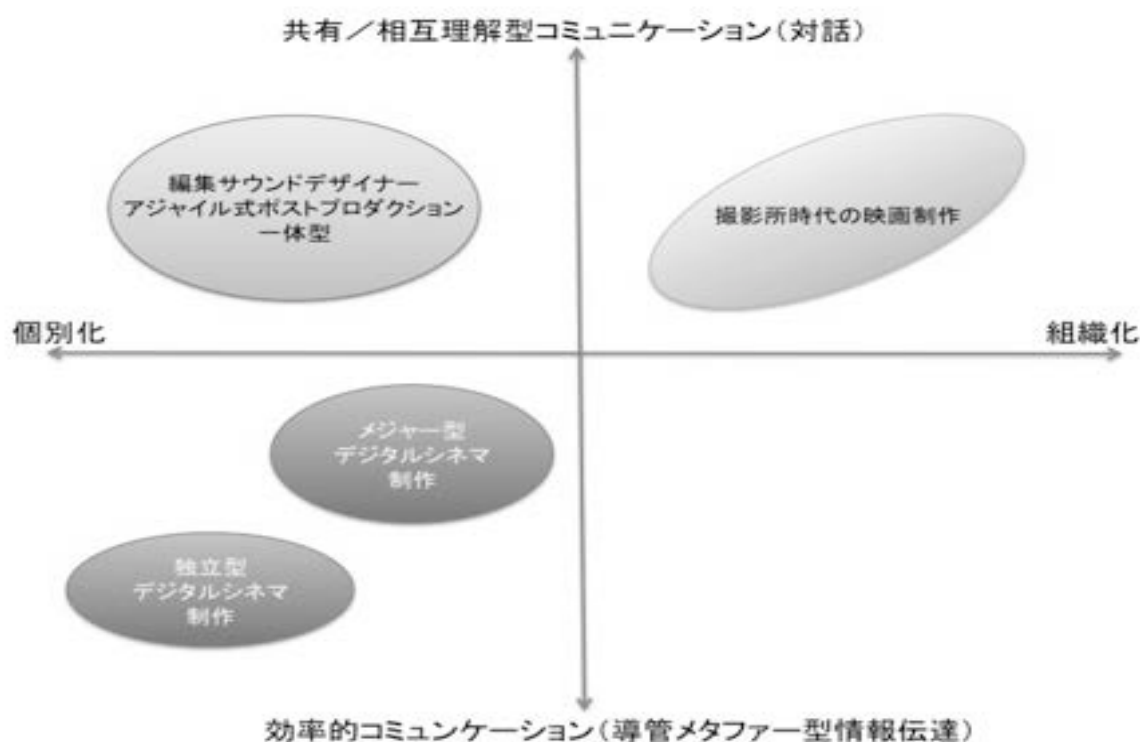 共有／相互理解型コミュニケーション(対話)
編集サウンドデザイナー
アジャイル式ポストプロダクション
一体型
撮影所時代の映画制作
個別化
組織化
メジャー型
デジタルシネマ
制作
独立型
デジタルシネマ
制作
効率的コミュンケーション(導管メタファー型情報伝達)